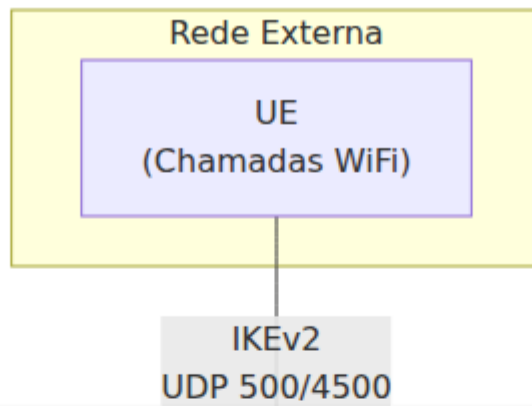 Rede Externa
UE
(Chamadas WiFi)
IKEv2
UDP 500/4500